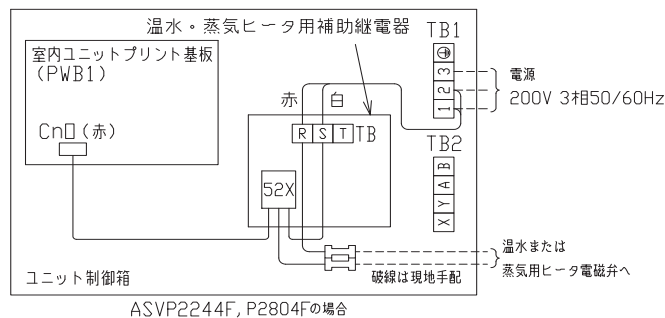 温水・蒸気ヒータ用補助継電器
TB1
室内ユニットプリント基板
(PWB1)
3
2
1
電源
200V 3相50/60Hz
赤
白
Cn□(赤)
R S T TB
TB2
B
A
Y
X
52X
温水または
蒸気用ヒータ電磁弁へ
ユニット制御箱
破線は現地手配
ASVP2244F, P2804Fの場合